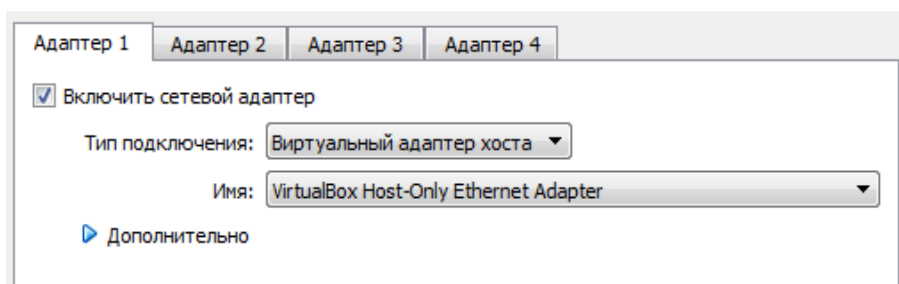 Адаптер 1 Адаптер 2 Адаптер 3 Адаптер 4
Включить сетевой адаптер
Тип подключения: Виртуальный адаптер хоста
Имя: VirtualBox Host-Only Ethernet Adapter
Дополнительно